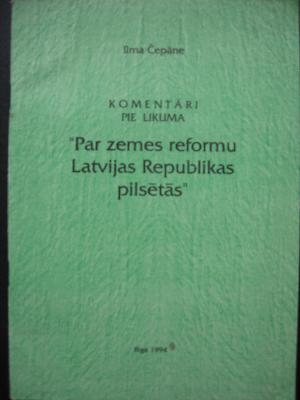 Ilma Čepāne
KOMENTĀRI
PIE LIKUMA
"Par zemes reformu
Latvijas Republikas
pilsētās"
Rīga 1994